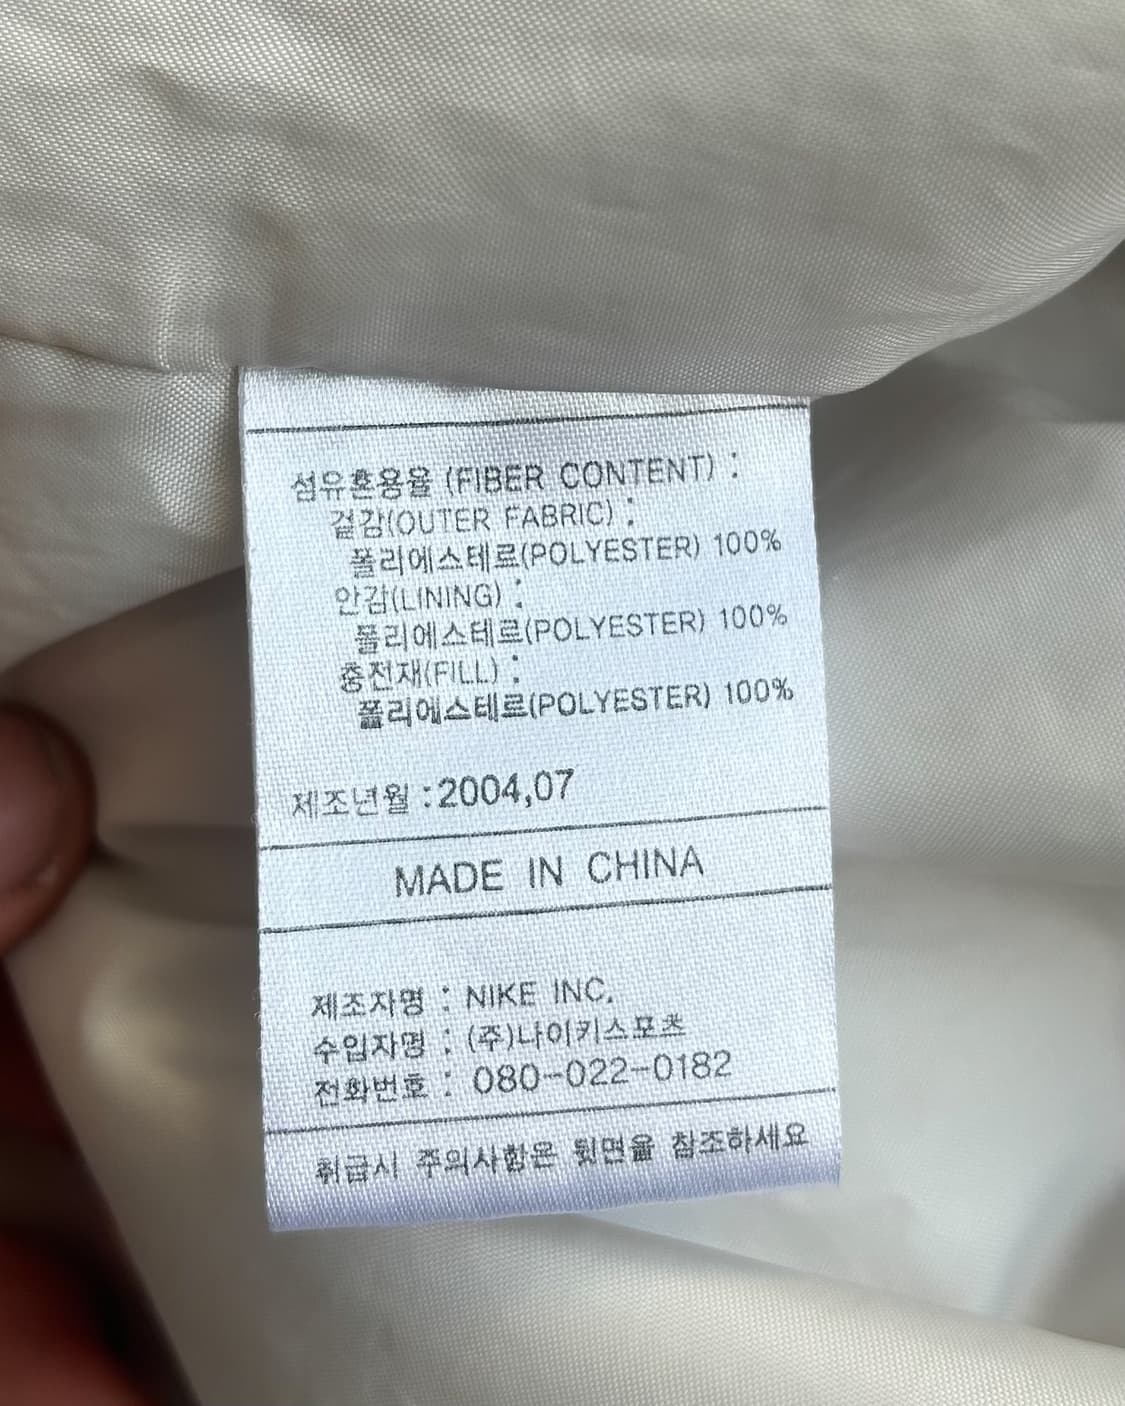 섬유혼용율 (FIBER CONTENT) :
겉감(OUTER FABRIC) :
폴리에스테르(POLYESTER) 100%
안감(LINING) :
폴리에스테르(POLYESTER) 100%
충전재(FILL) :
폴리에스테르(POLYESTER) 100%
제조년월 :2004,07
MADE IN CHINA
제조자명 : NIKE INC.
수입자명 : (주)나이키스포츠
전화번호 : 080-022-0182
취급시 주의사항은 뒷면을 참조하세요